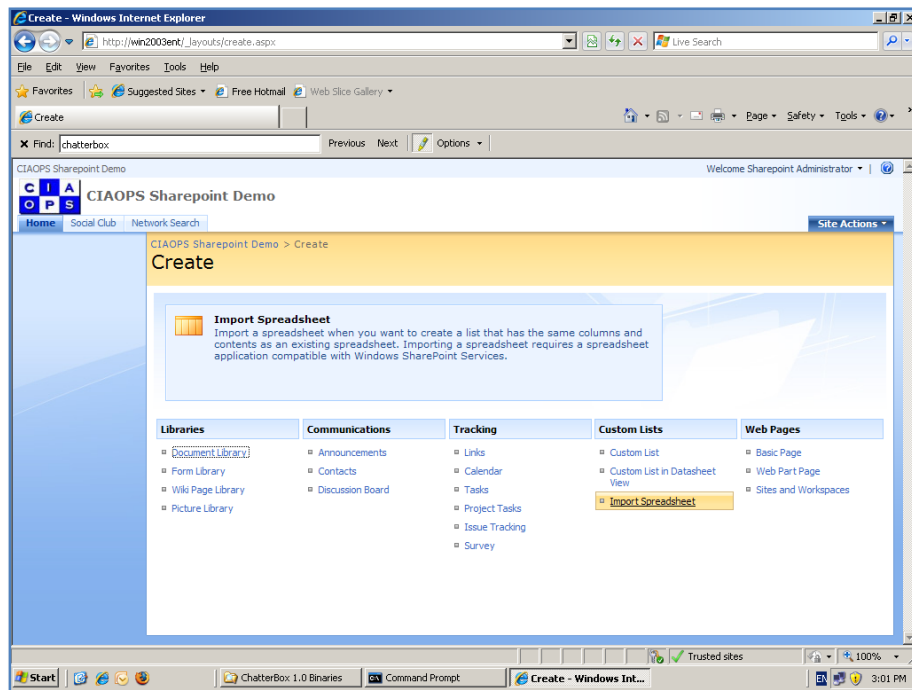 Create - Windows Internet Explorer
http://win2003ent/_layouts/create.aspx
Live Search
File Edit View Favorites Tools Help
Favorites Suggested Sites Free Hotmail Web Slice Gallery
Create
Page Safety Tools
Find: chatterbox Previous Next Options
CIAOPS Sharepoint Demo Welcome Sharepoint Administrator
C I A
O P S
CIAOPS Sharepoint Demo
Home Social Club Network Search Site Actions
CIAOPS Sharepoint Demo > Create
Create
Import Spreadsheet
Import a spreadsheet when you want to create a list that has the same columns and
contents as an existing spreadsheet. Importing a spreadsheet requires a spreadsheet
application compatible with Windows SharePoint Services.
Libraries Communications Tracking Custom Lists Web Pages
Document Library Announcements Links Custom List Basic Page
Form Library Contacts Calendar Custom List in Datasheet
View
Web Part Page
Wiki Page Library Discussion Board Tasks Import Spreadsheet Sites and Workspaces
Picture Library Project Tasks
Issue Tracking
Survey
Trusted sites 100%
Start ChatterBox 1.0 Binaries Command Prompt Create - Windows Int... EN 3:01 PM